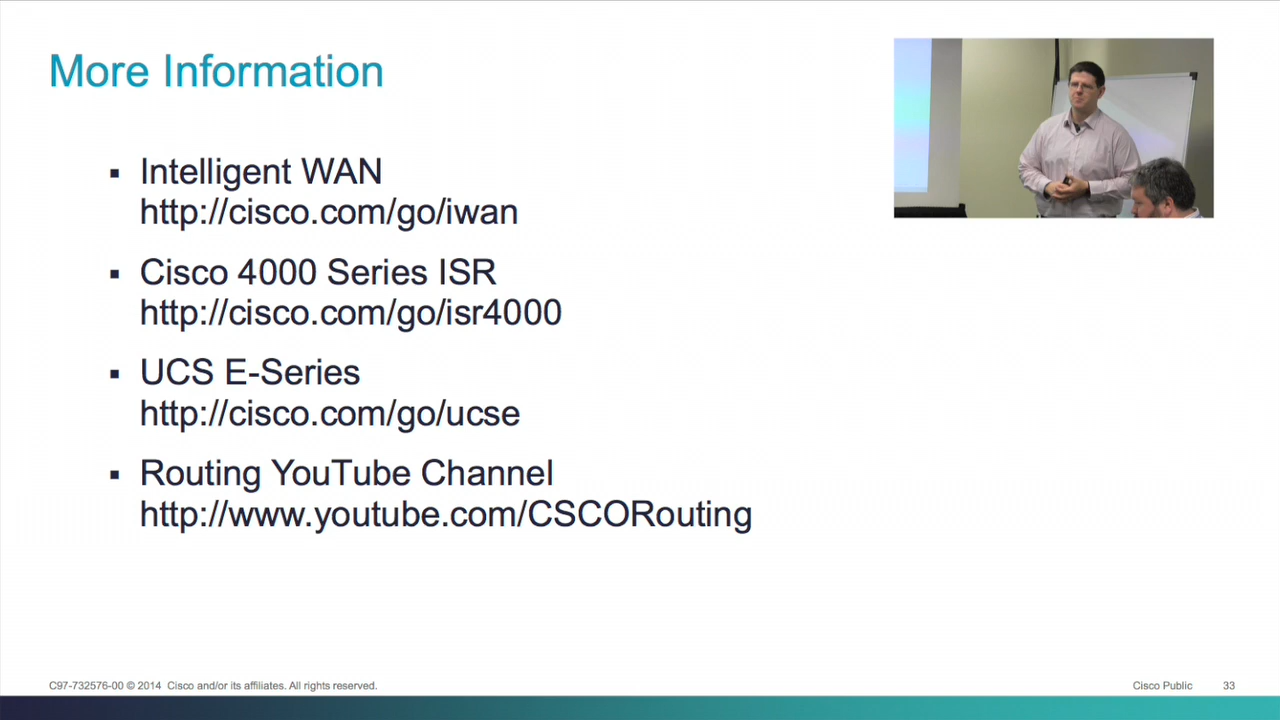 More Information
▪ Intelligent WAN
http://cisco.com/go/iwan
▪ Cisco 4000 Series ISR
http://cisco.com/go/isr4000
▪ UCS E-Series
http://cisco.com/go/ucse
▪ Routing YouTube Channel
http://www.youtube.com/CSCORouting
C97-732576-00 © 2014 Cisco and/or its affiliates. All rights reserved.
Cisco Public 33